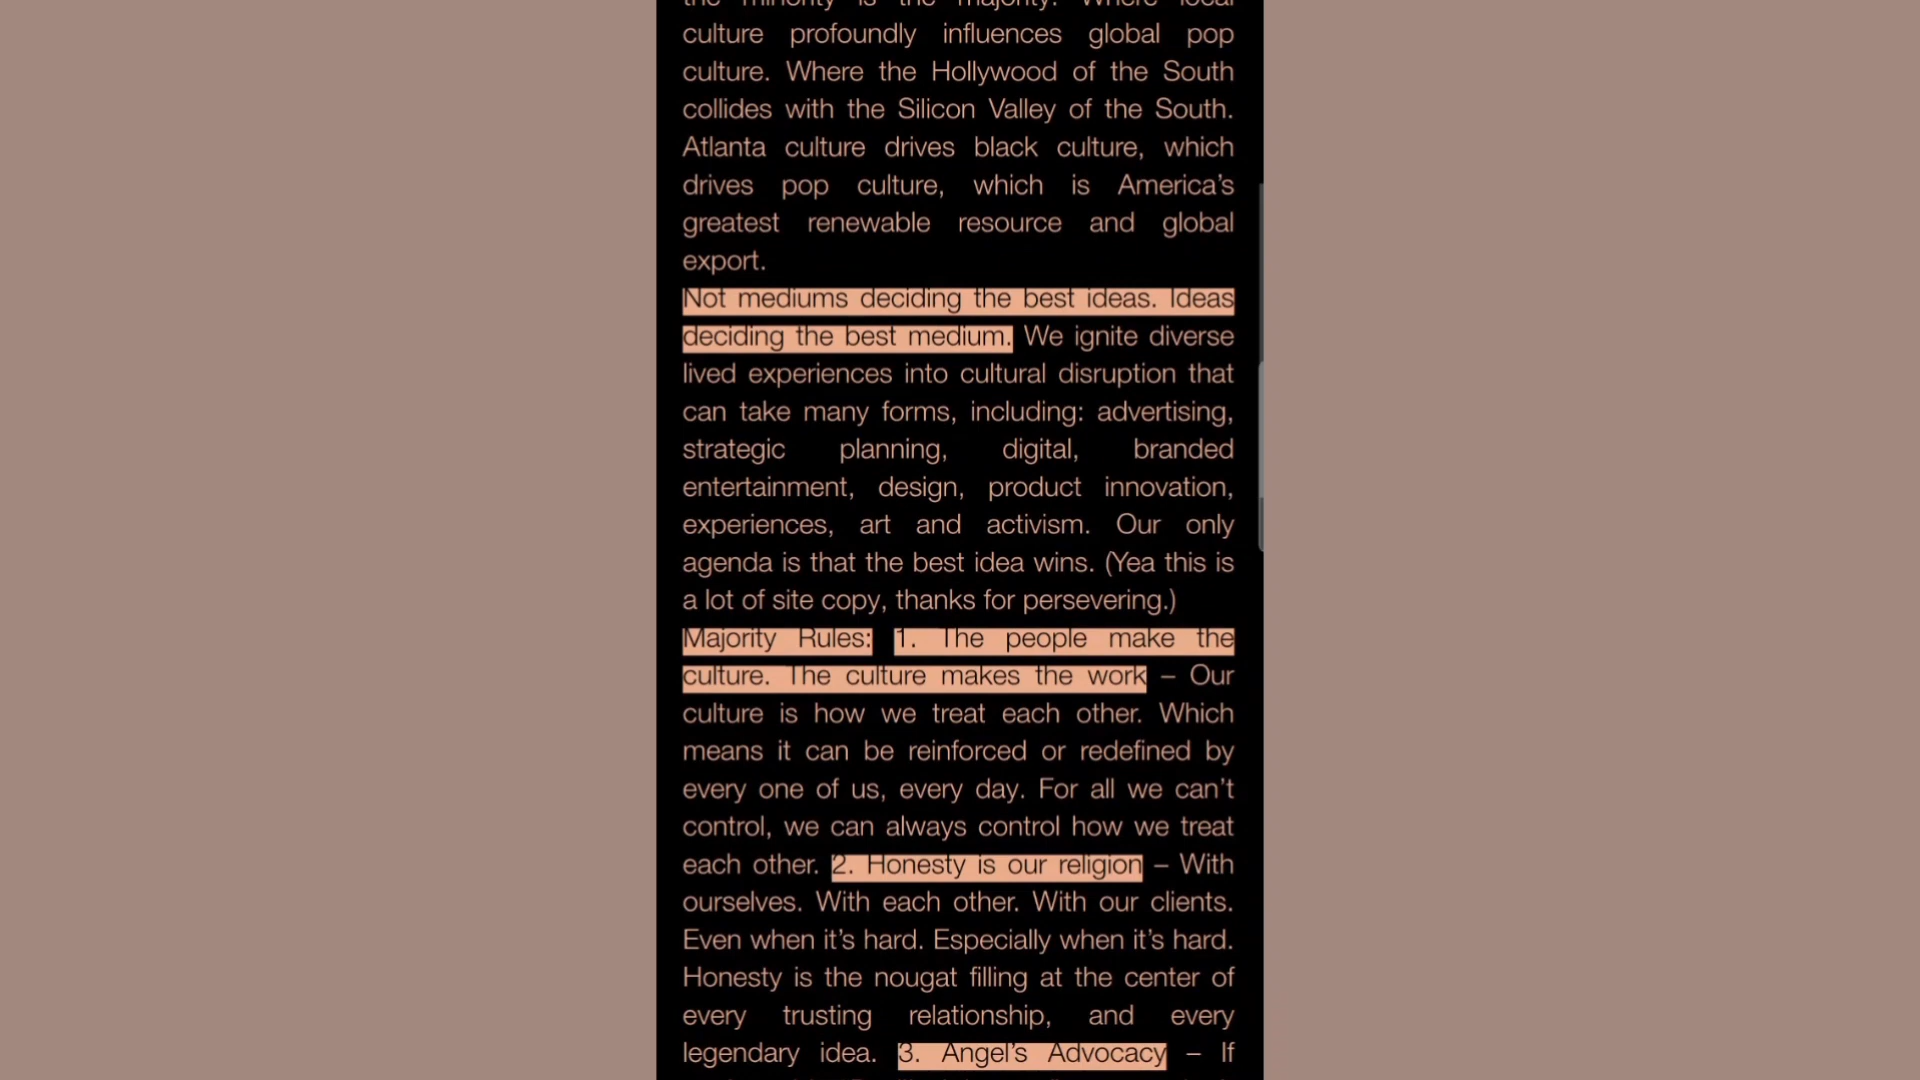 the minority is the majority. Where local
culture profoundly influences global pop
culture. Where the Hollywood of the South
collides with the Silicon Valley of the South.
Atlanta culture drives black culture, which
drives pop culture, which is America’s
greatest renewable resource and global
export.
Not mediums deciding the best ideas. Ideas
deciding the best medium. We ignite diverse
lived experiences into cultural disruption that
can take many forms, including: advertising,
strategic planning, digital, branded
entertainment, design, product innovation,
experiences, art and activism. Our only
agenda is that the best idea wins. (Yea this is
a lot of site copy, thanks for persevering.)
Majority Rules: 1. The people make the
culture. The culture makes the work – Our
culture is how we treat each other. Which
means it can be reinforced or redefined by
every one of us, every day. For all we can’t
control, we can always control how we treat
each other. 2. Honesty is our religion – With
ourselves. With each other. With our clients.
Even when it’s hard. Especially when it’s hard.
Honesty is the nougat filling at the center of
every trusting relationship, and every
legendary idea. 3. Angel’s Advocacy – If